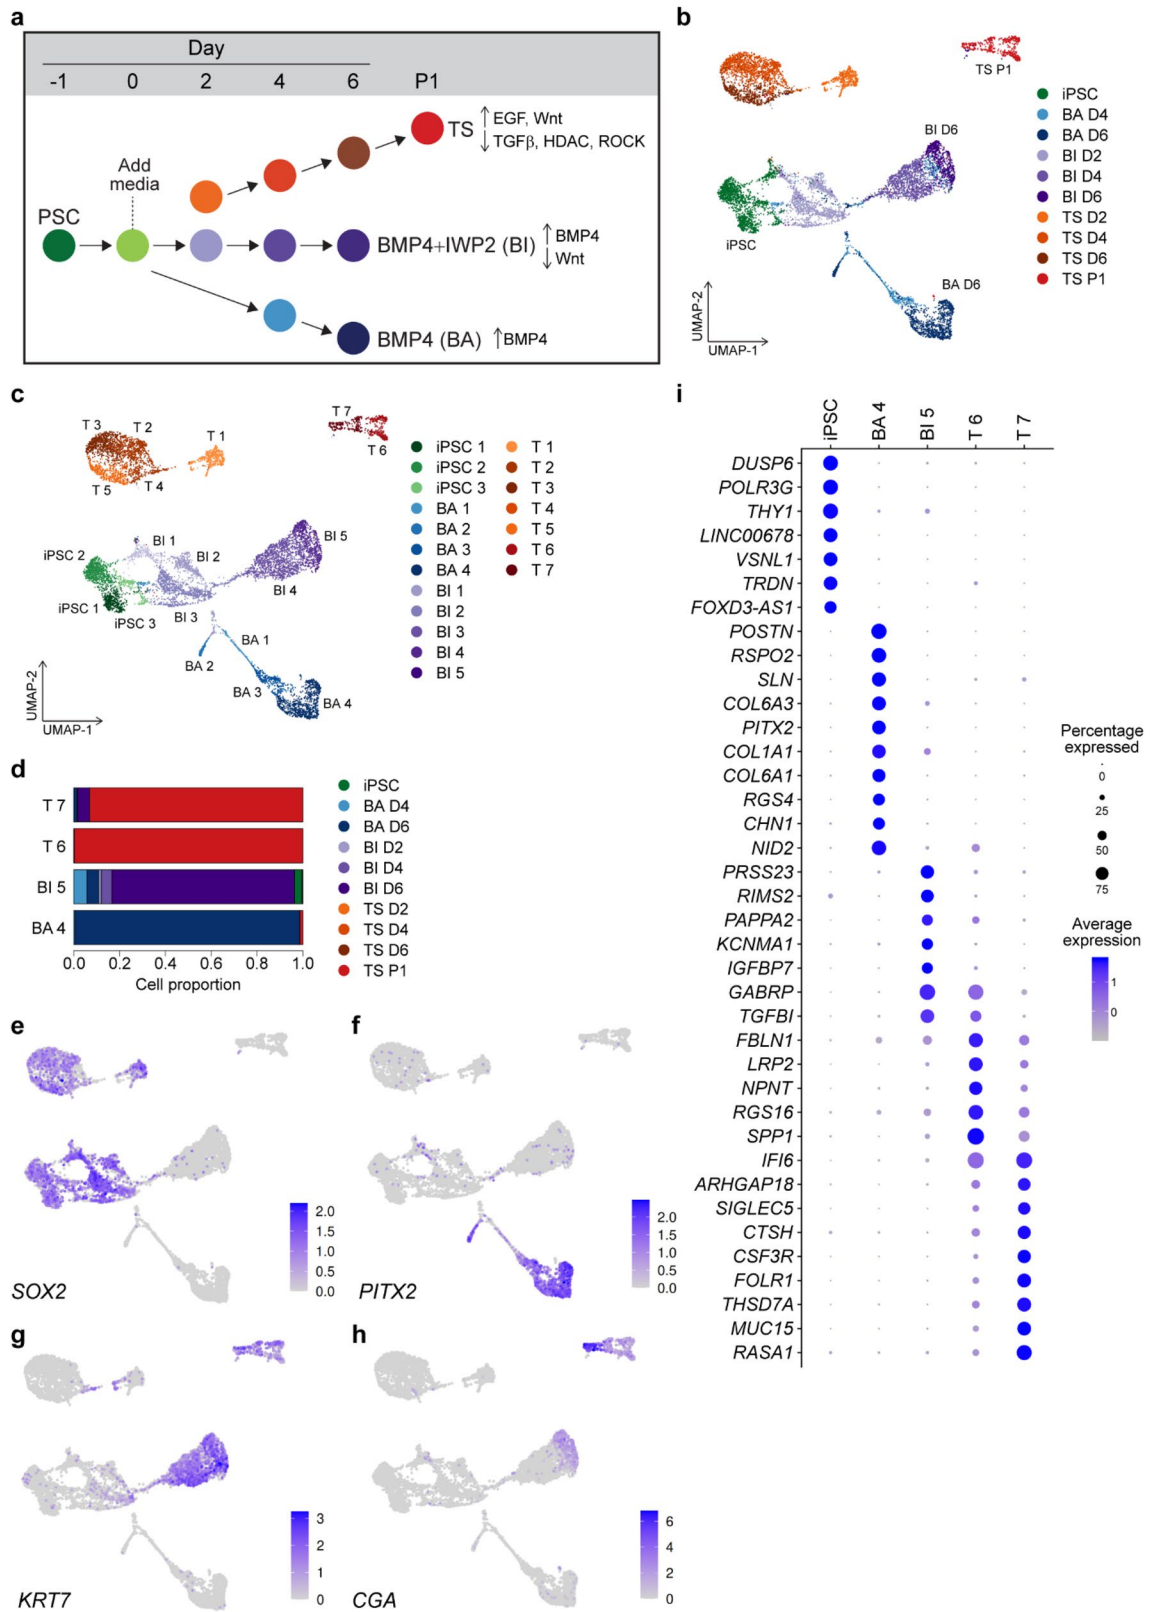 a
Day
-1 0 2 4 6 P1
TS
↑ EGF, Wnt
↓ TGFβ, HDAC, ROCK
Add
media
PSC
BMP4+IWP2 (BI)
↑ BMP4
↓ Wnt
BMP4 (BA) ↑ BMP4
b
TS P1
BI D6
iPSC
BA D6
UMAP-2
UMAP-1
iPSC
BA D4
BA D6
BI D2
BI D4
BI D6
TS D2
TS D4
TS D6
TS P1
c
T 3 T 2
T 1
T 5 T 4
T 7
T 6
iPSC 2
BI 1
BI 2
BI 5
BI 4
iPSC 1
iPSC 3
BI 3
BA 1
BA 2
BA 3
BA 4
UMAP-2
UMAP-1
iPSC 1
iPSC 2
iPSC 3
BA 1
BA 2
BA 3
BA 4
BI 1
BI 2
BI 3
BI 4
BI 5
T 1
T 2
T 3
T 4
T 5
T 6
T 7
d
T 7
T 6
BI 5
BA 4
0.0 0.2 0.4 0.6 0.8 1.0
Cell proportion
iPSC
BA D4
BA D6
BI D2
BI D4
BI D6
TS D2
TS D4
TS D6
TS P1
e
2.0
1.5
1.0
0.5
0.0
SOX2
f
2.0
1.5
1.0
0.5
0.0
PITX2
g
3
2
1
0
KRT7
h
6
4
2
0
CGA
i
iPSC BA 4 BI 5 T 6 T 7
DUSP6
POLR3G
THY1
LINC00678
VSNL1
TRDN
FOXD3-AS1
POSTN
RSPO2
SLN
COL6A3
PITX2
COL1A1
COL6A1
RGS4
CHN1
NID2
PRSS23
RIMS2
PAPPA2
KCNMA1
IGFBP7
GABRP
TGFBI
FBLN1
LRP2
NPNT
RGS16
SPP1
IFI6
ARHGAP18
SIGLEC5
CTSH
CSF3R
FOLR1
THSD7A
MUC15
RASA1
Percentage
expressed
0
25
50
75
Average
expression
1
0